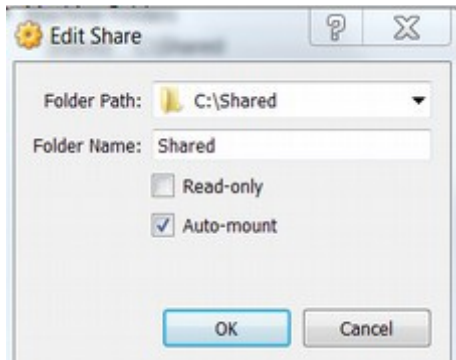 Edit Share
Folder Path: C:\Shared
Folder Name: Shared
Read-only
Auto-mount
OK Cancel